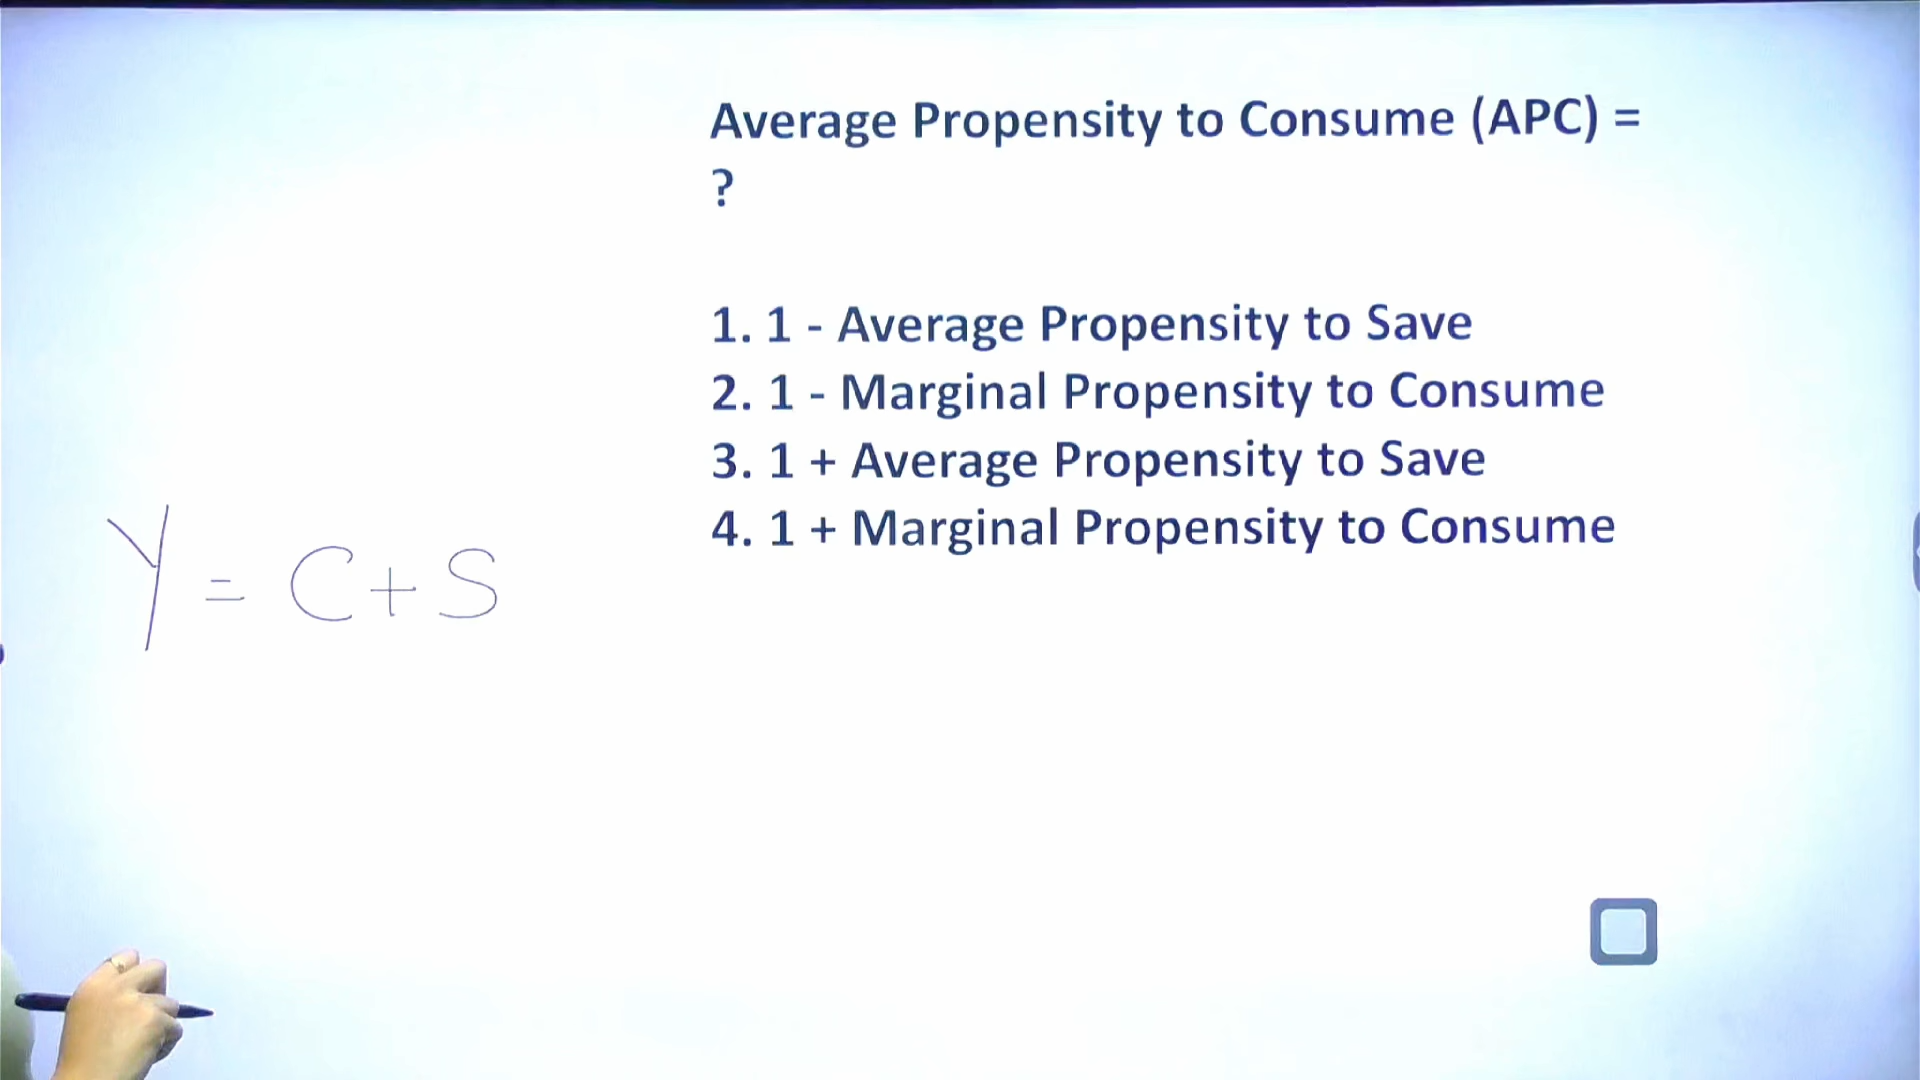 Average Propensity to Consume (APC) =
?
1. 1 - Average Propensity to Save
2. 1 - Marginal Propensity to Consume
3. 1 + Average Propensity to Save
4. 1 + Marginal Propensity to Consume
Y = C + S